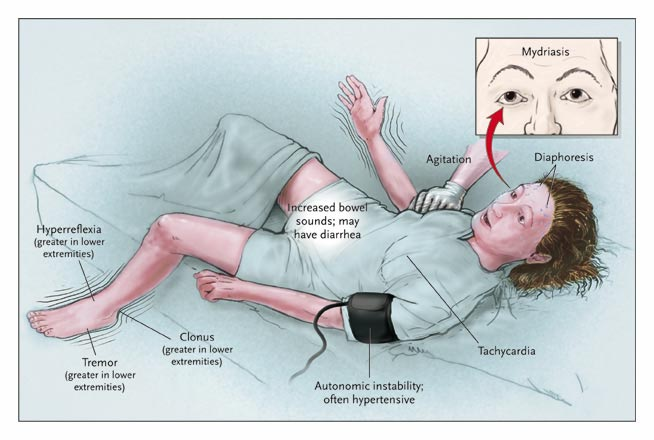 Mydriasis
Agitation
Diaphoresis
Increased bowel
sounds; may
have diarrhea
Hyperreflexia
(greater in lower
extremities)
Clonus
(greater in lower
extremities)
Tremor
(greater in lower
extremities)
Tachycardia
Autonomic instability;
often hypertensive